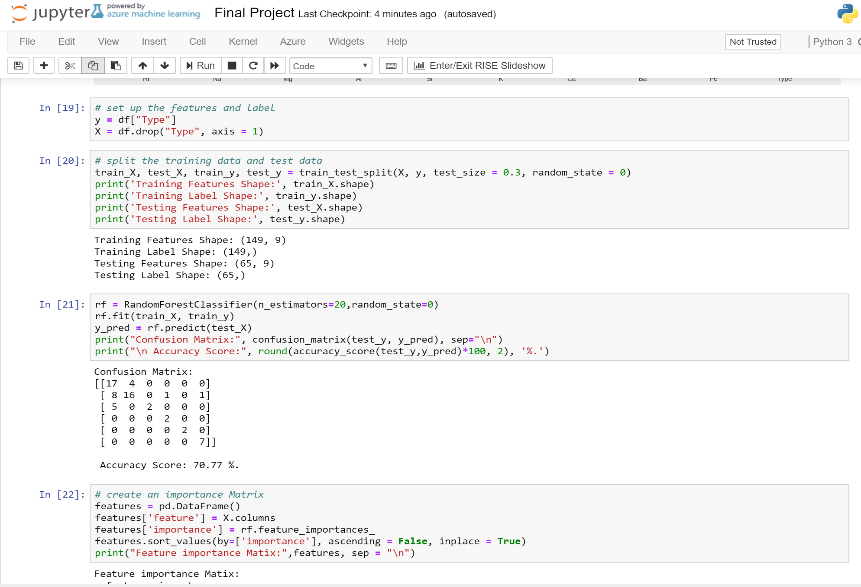 jupyter powered by azure machine learning Final Project Last Checkpoint: 4 minutes ago (autosaved)
File Edit View Insert Cell Kernel Azure Widgets Help Not Trusted Python 3
Run Code Enter/Exit RISE Slideshow
In [19]: # set up the features and label
y = df["Type"]
X = df.drop("Type", axis = 1)
In [20]: # split the training data and test data
train_X, test_X, train_y, test_y = train_test_split(X, y, test_size = 0.3, random_state = 0)
print('Training Features Shape:', train_X.shape)
print('Training Label Shape:', train_y.shape)
print('Testing Features Shape:', test_X.shape)
print('Testing Label Shape:', test_y.shape)
Training Features Shape: (149, 9)
Training Label Shape: (149,)
Testing Features Shape: (65, 9)
Testing Label Shape: (65,)
In [21]: rf = RandomForestClassifier(n_estimators=20,random_state=0)
rf.fit(train_X, train_y)
y_pred = rf.predict(test_X)
print("Confusion Matrix:", confusion_matrix(test_y, y_pred), sep="\n")
print("\n Accuracy Score:", round(accuracy_score(test_y,y_pred)*100, 2), '%.')
Confusion Matrix:
[[17 4 0 0 0 0]
[ 8 16 0 1 0 1]
[ 5 0 2 0 0 0]
[ 0 0 0 2 0 0]
[ 0 0 0 0 2 0]
[ 0 0 0 0 0 7]]
Accuracy Score: 70.77 %.
In [22]: # create an importance Matrix
features = pd.DataFrame()
features['feature'] = X.columns
features['importance'] = rf.feature_importances_
features.sort_values(by=['importance'], ascending = False, inplace = True)
print("Feature importance Matix:",features, sep = "\n")
Feature importance Matix: